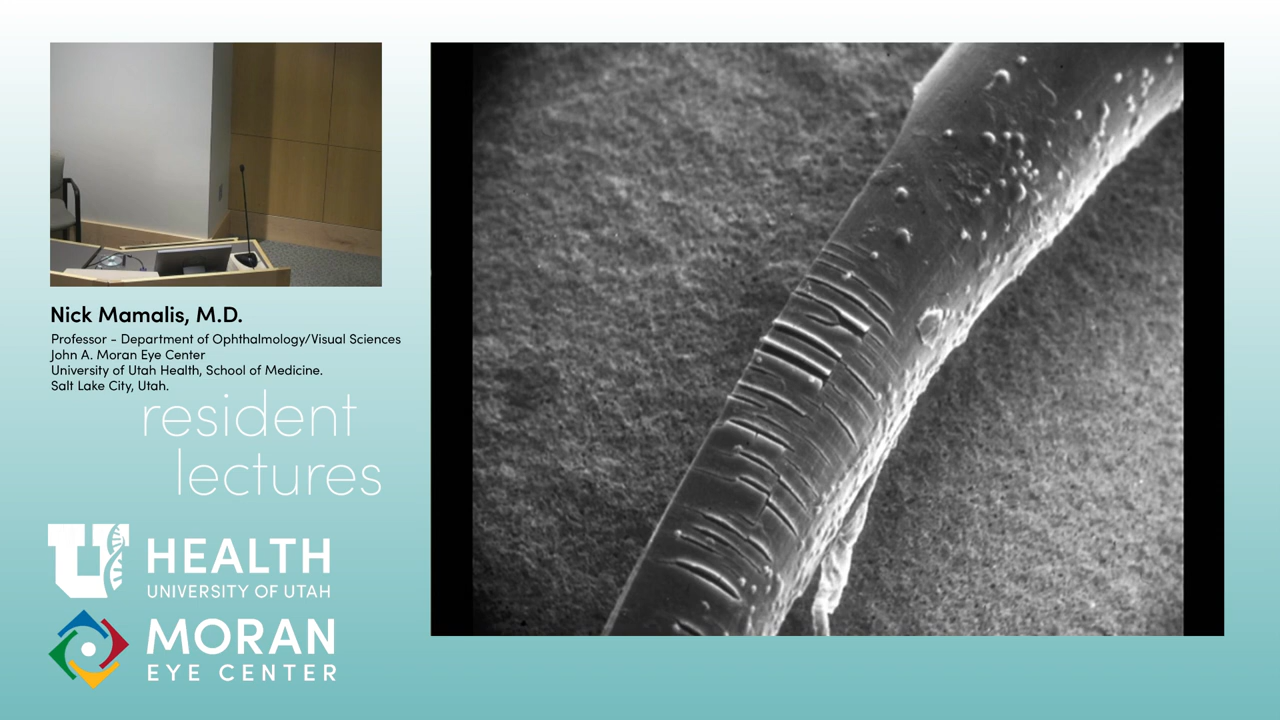 Nick Mamalis, M.D.
Professor - Department of Ophthalmology/Visual Sciences
John A. Moran Eye Center
University of Utah Health, School of Medicine.
Salt Lake City, Utah.
resident
lectures
U HEALTH
UNIVERSITY OF UTAH
MORAN
EYE CENTER